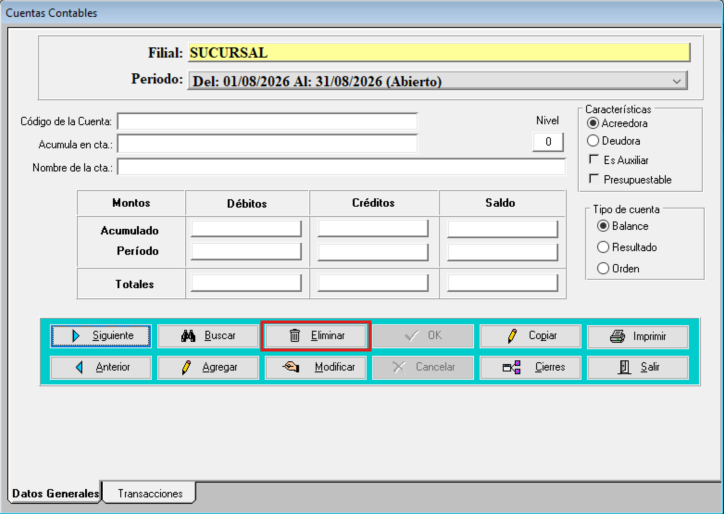 Cuentas Contables
Filial: SUCURSAL
Periodo: Del: 01/08/2026 Al: 31/08/2026 (Abierto)
Código de la Cuenta:
Nivel
Acumula en cta.:
0
Nombre de la cta.:
Características
Acreedora
Deudora
Es Auxiliar
Presupuestable
Montos Débitos Créditos Saldo
Acumulado
Período
Totales
Tipo de cuenta
Balance
Resultado
Orden
Siguiente Buscar Eliminar OK Copiar Imprimir
Anterior Agregar Modificar Cancelar Cierres Salir
Datos Generales Transacciones